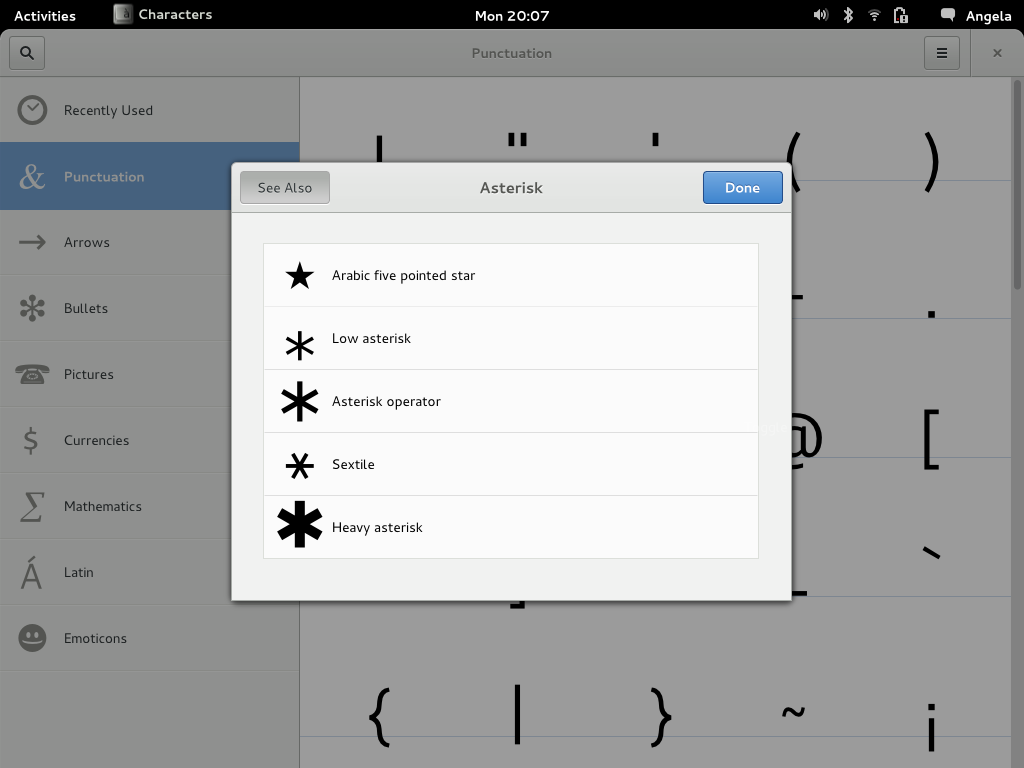 Activities Characters Mon 20:07 Angela
Punctuation
Recently Used
& Punctuation
Arrows
Bullets
Pictures
$ Currencies
Σ Mathematics
Á Latin
Emoticons
" ' ( )
See Also Asterisk Done
★ Arabic five pointed star
Low asterisk
Asterisk operator
Sextile
Heavy asterisk
.
@ [
_ `
{ | } ~ ¡